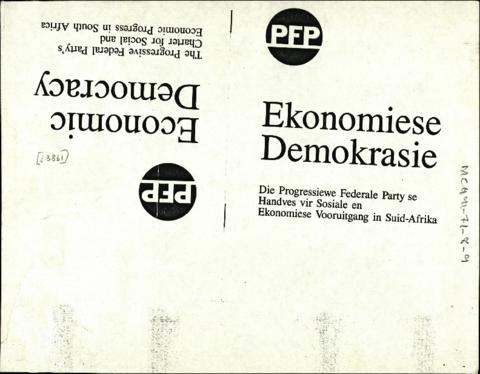 PFP
Ekonomiese
Demokrasie
Die Progressiewe Federale Party se
Handves vir Sosiale en
Ekonomiese Vooruitgang in Suid-Afrika
PFP
Economic
Democracy
The Progressive Federal Party's
Charter for Social and
Economic Progress in South Africa